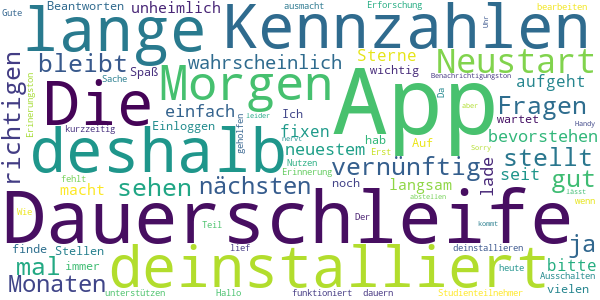 Gute Beantworten unheimlich ausmacht Erforschung Uhr bearbeiten
lange Kennzahlen
bleibt Spaß wahrscheinlich Sterne Neustart
Sache Morgen wichtig Benachrichtigungston aufgeht
richtigen Erinnerungston Die einfach Ich App Da Fragen
kurzzeitig Einloggen fixen hab Auf aber wartet Handy
deshalb geholfen neuestem leider nervt Erst Sorry bevorstehen
fehlt Nutzen vernünftig lade stellt
macht sehen nächsten Erinnerung noch langsam seit gut
Wie Teil Der abstellen lässt wenn
Dauerschleife
finde Stellen lief deinstallieren kommt ja
mal immer deinstalliert heute bitte
Monaten Ausschalten
unterstützen Hallo funktioniert dauern Studienteilnehmer vielen